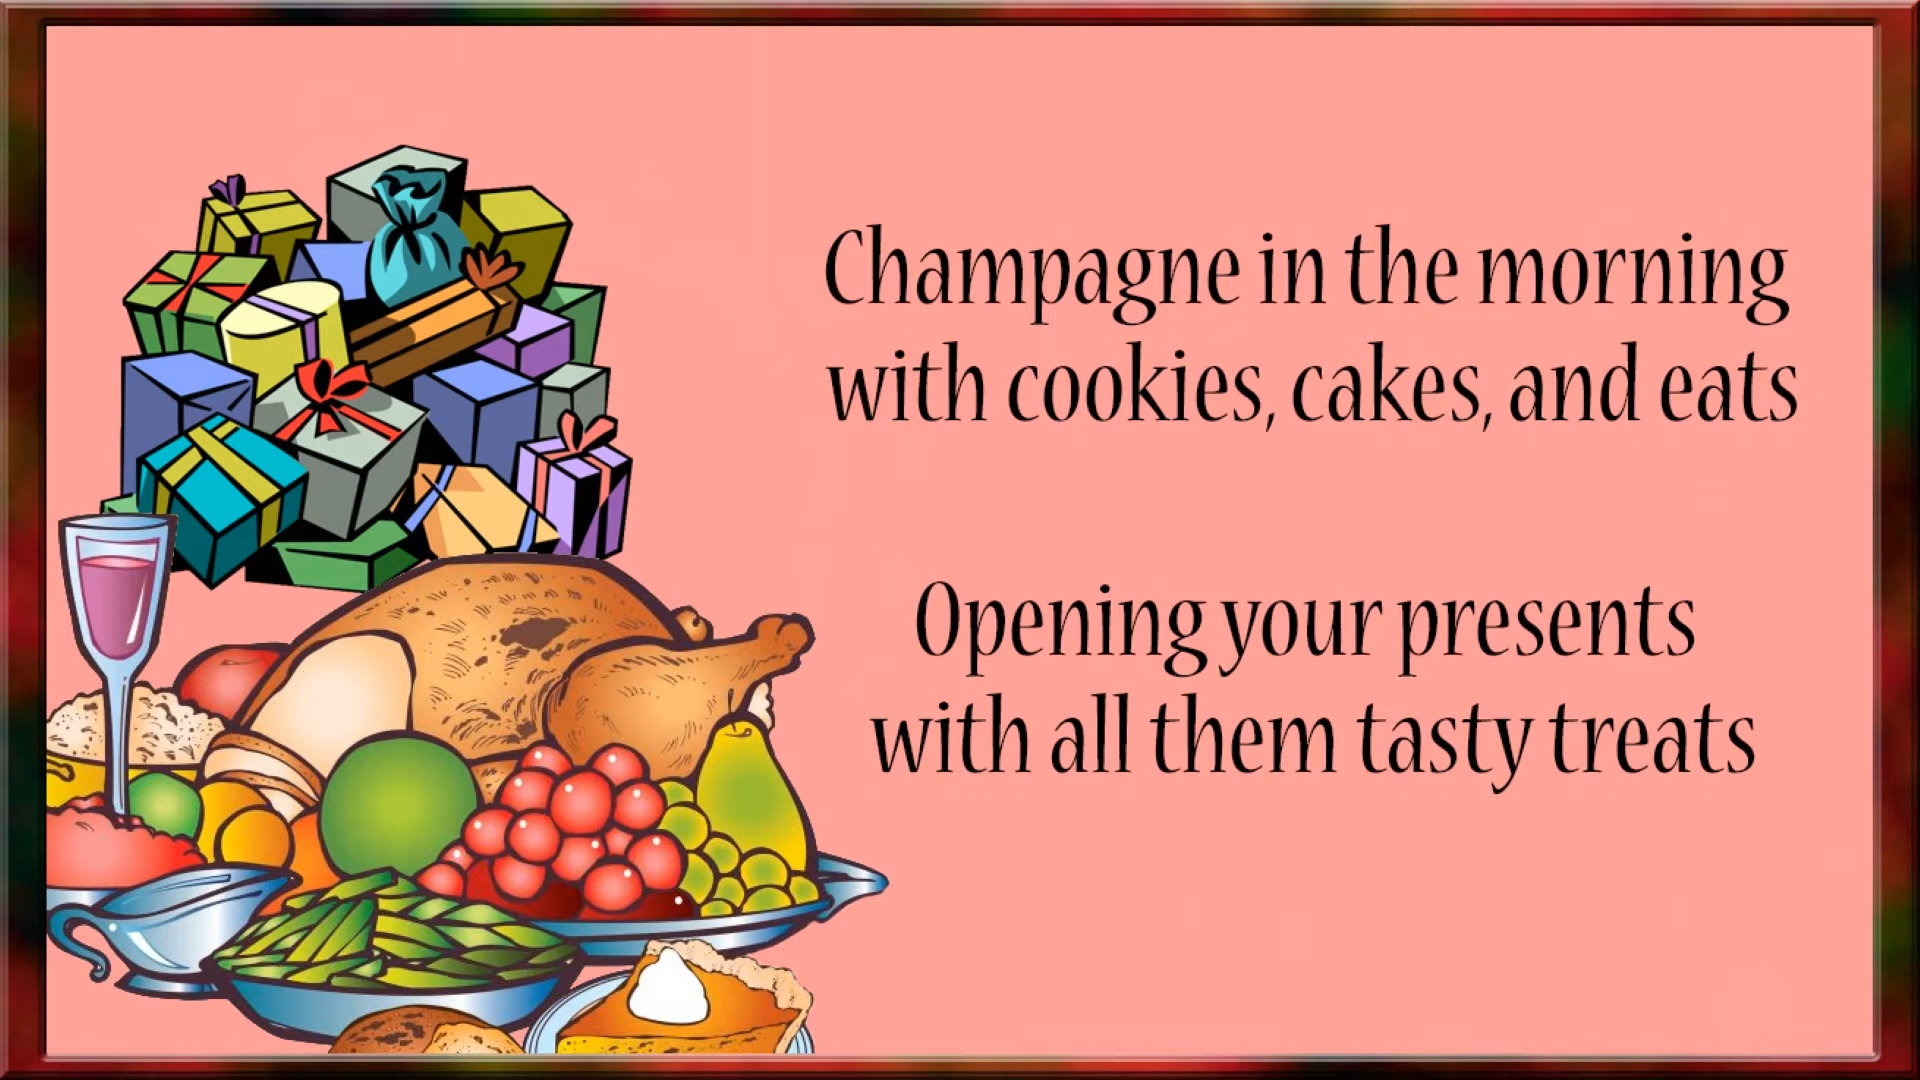 Champagne in the morning
with cookies, cakes, and eats
Opening your presents
with all them tasty treats